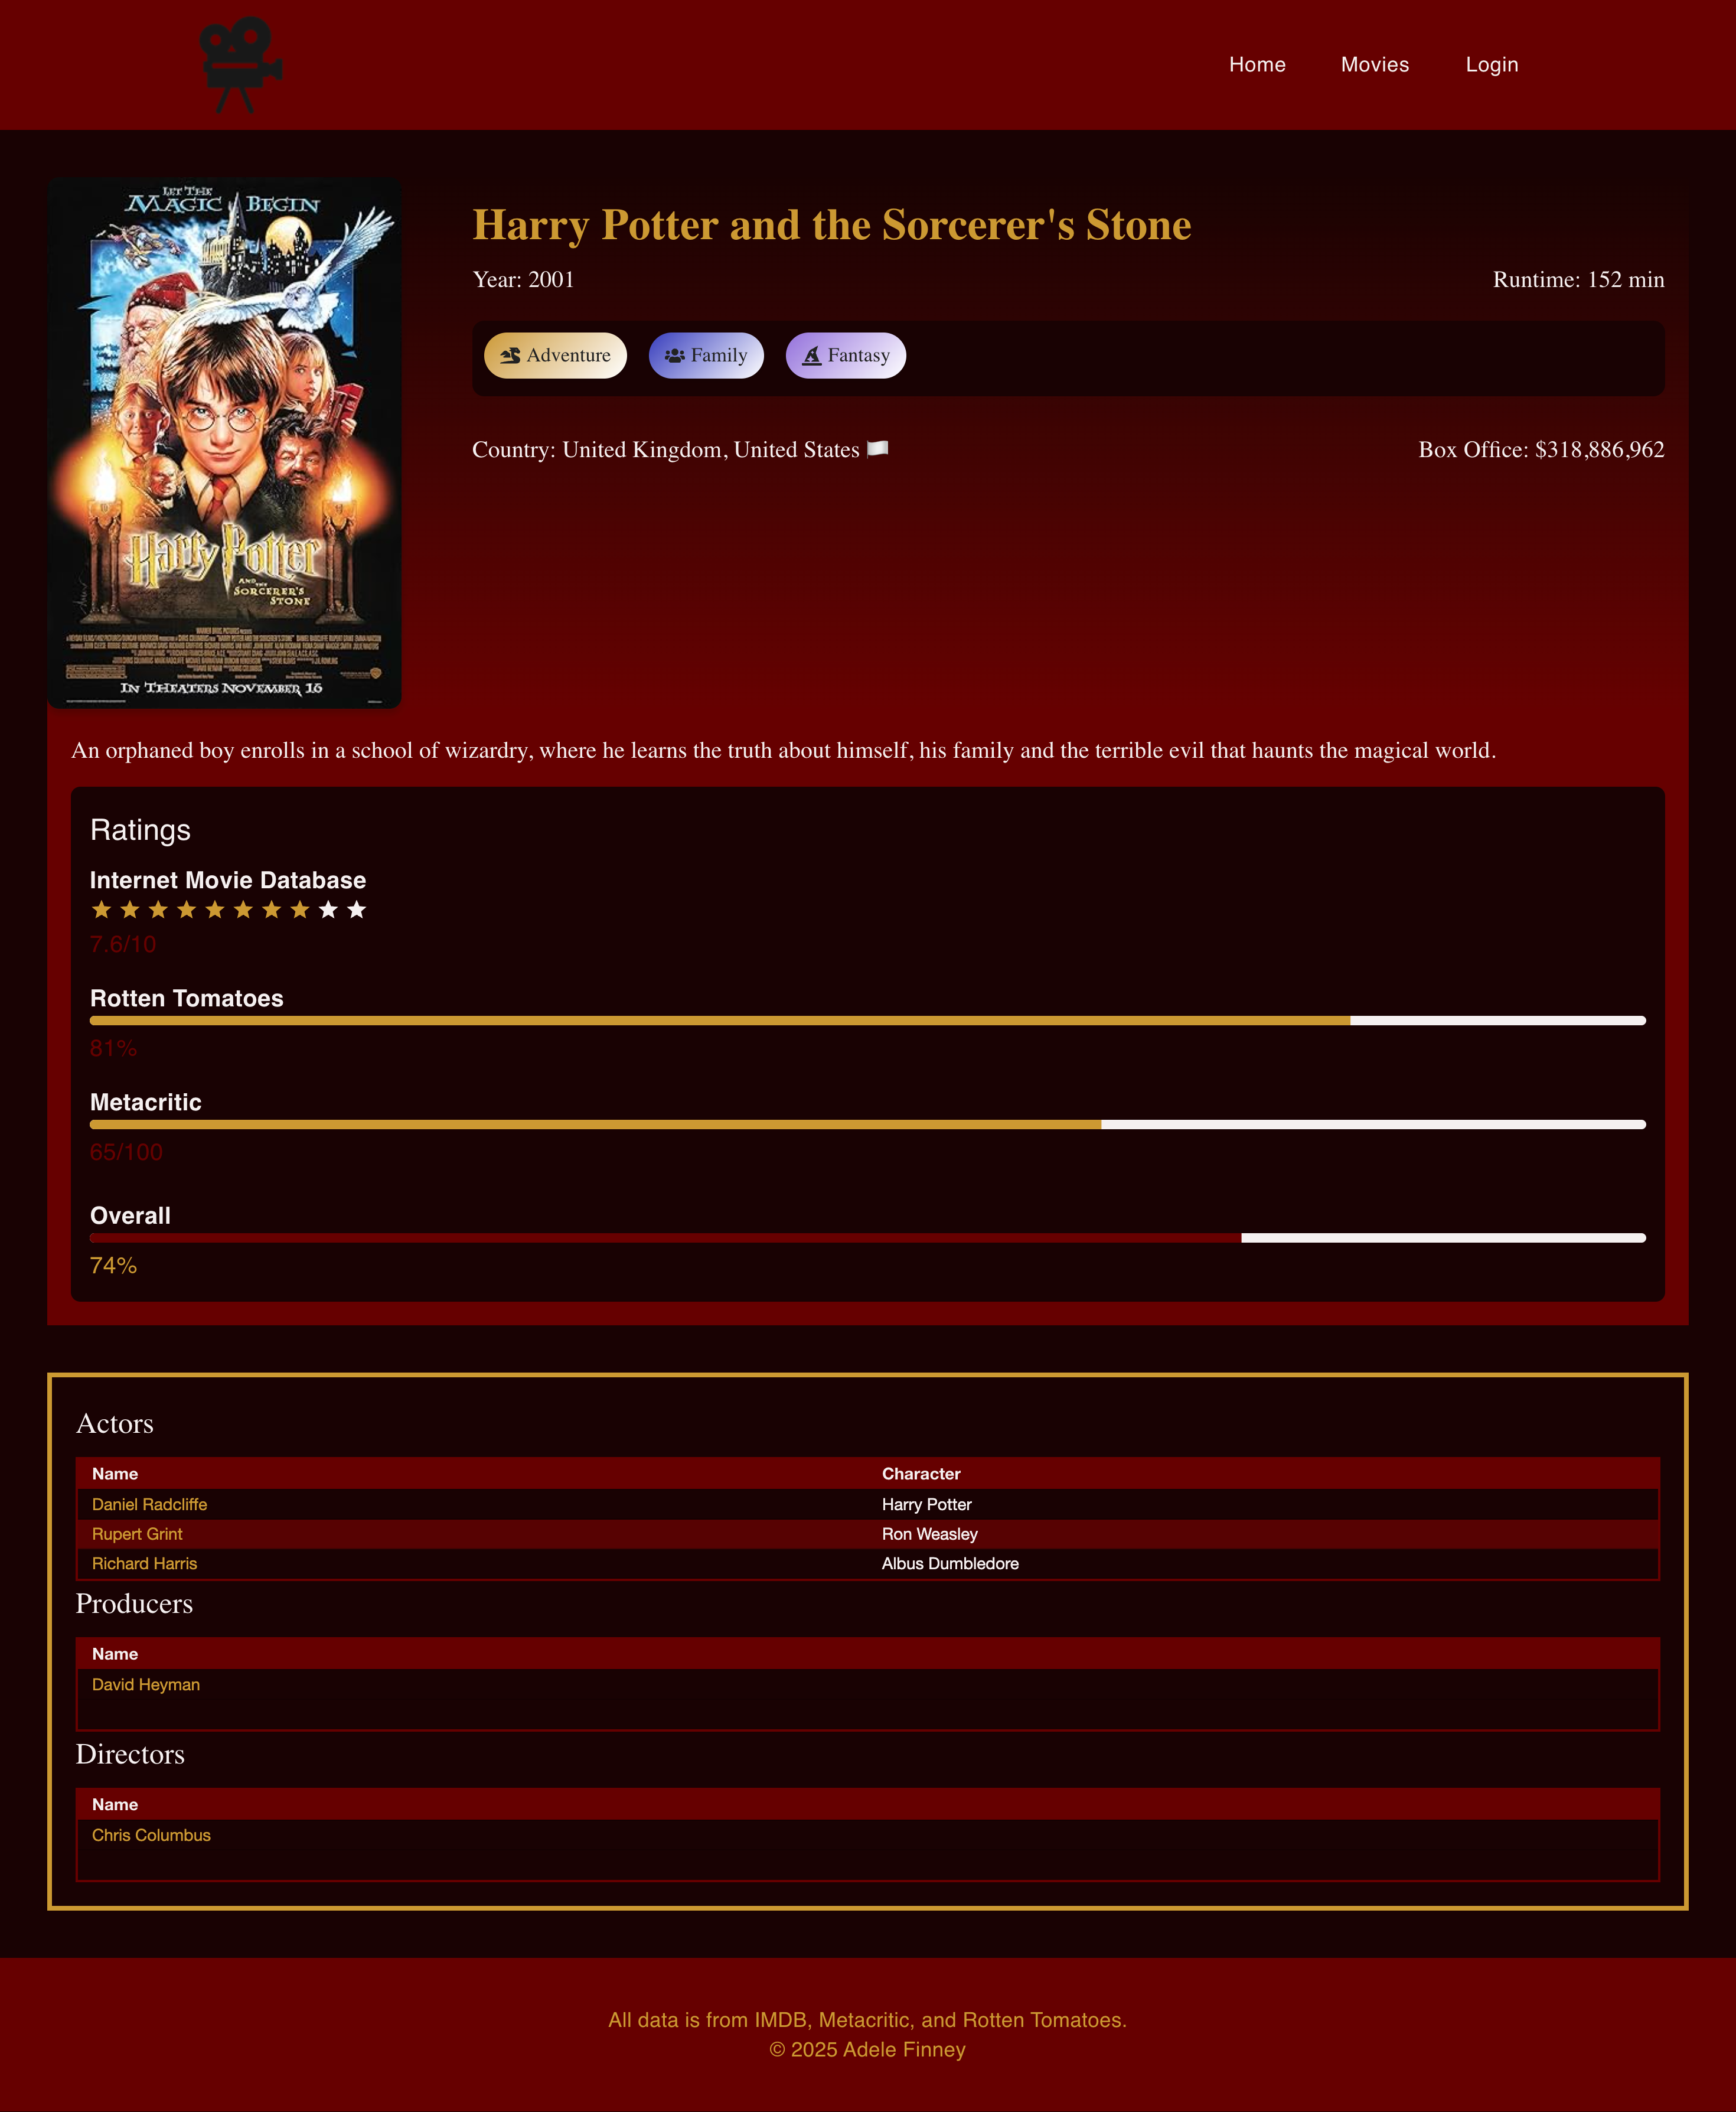 Home Movies Login
LET THE
MAGIC BEGIN
Harry Potter
AND THE
SORCERER'S
STONE
IN THEATERS NOVEMBER 16
Harry Potter and the Sorcerer's Stone
Year: 2001 Runtime: 152 min
Adventure Family Fantasy
Country: United Kingdom, United States Box Office: $318,886,962
An orphaned boy enrolls in a school of wizardry, where he learns the truth about himself, his family and the terrible evil that haunts the magical world.
Ratings
Internet Movie Database
7.6/10
Rotten Tomatoes
81%
Metacritic
65/100
Overall
74%
Actors
Name Character
Daniel Radcliffe Harry Potter
Rupert Grint Ron Weasley
Richard Harris Albus Dumbledore
Producers
Name
David Heyman
Directors
Name
Chris Columbus
All data is from IMDB, Metacritic, and Rotten Tomatoes.
© 2025 Adele Finney